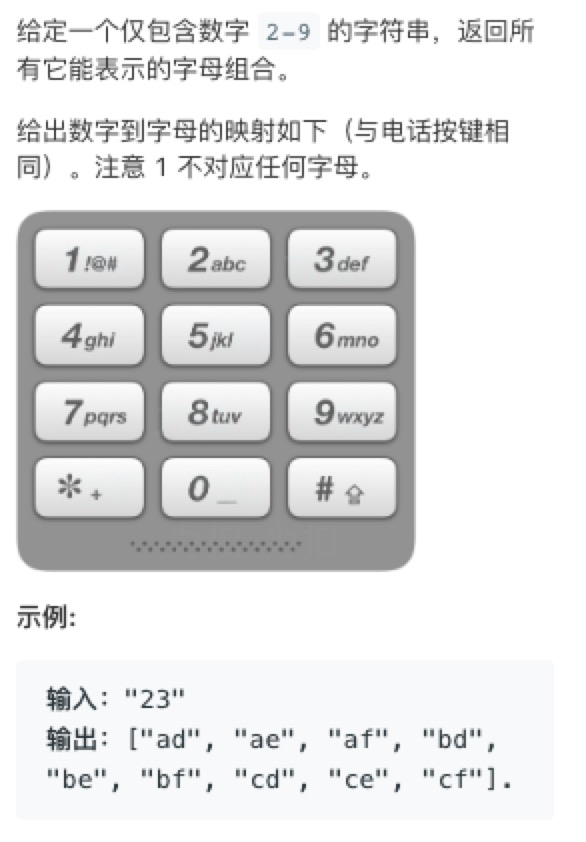 给定一个仅包含数字 2-9 的字符串，返回所
有它能表示的字母组合。
给出数字到字母的映射如下（与电话按键相
同）。注意 1 不对应任何字母。
1 !@# 2 abc 3 def
4 ghi 5 jkl 6 mno
7 pqrs 8 tuv 9 wxyz
* + 0 _ # ⇧
示例:
输入："23"
输出：["ad", "ae", "af", "bd",
"be", "bf", "cd", "ce", "cf"].